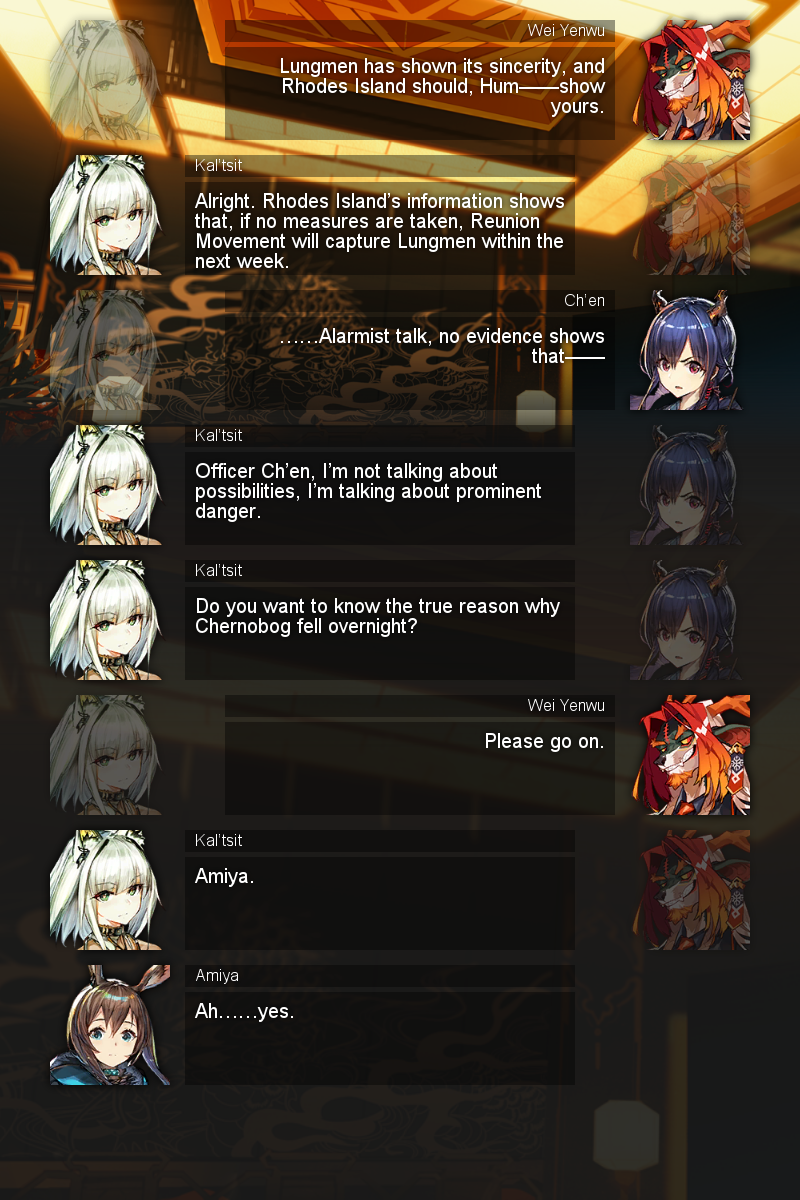 Wei Yenwu
Lungmen has shown its sincerity, and
Rhodes Island should, Hum——show
yours.
Kal'tsit
Alright. Rhodes Island's information shows
that, if no measures are taken, Reunion
Movement will capture Lungmen within the
next week.
Ch'en
……Alarmist talk, no evidence shows
that——
Kal'tsit
Officer Ch'en, I'm not talking about
possibilities, I'm talking about prominent
danger.
Kal'tsit
Do you want to know the true reason why
Chernobog fell overnight?
Wei Yenwu
Please go on.
Kal'tsit
Amiya.
Amiya
Ah……yes.